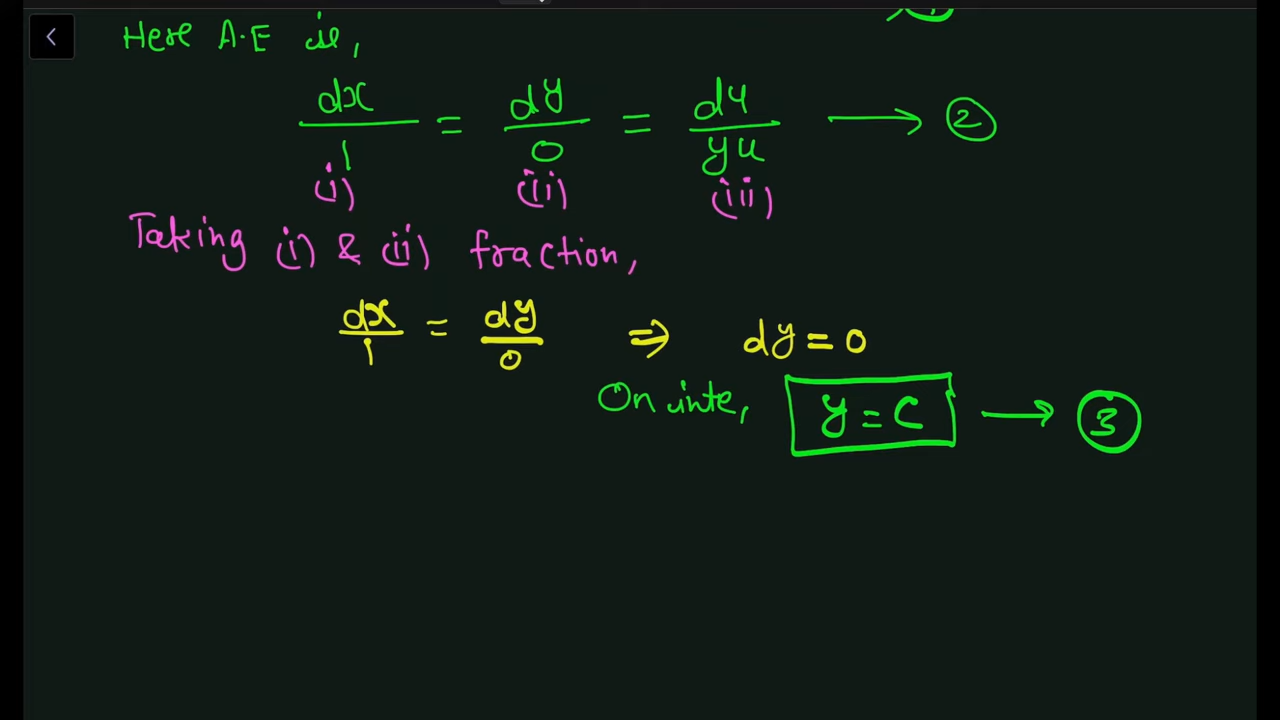 Here A.E is,
dx/1 = dy/0 = du/yu → ②
(i) (ii) (iii)
Taking (i) & (ii) fraction,
dx/1 = dy/0 ⇒ dy = 0
On inte, y = C → ③